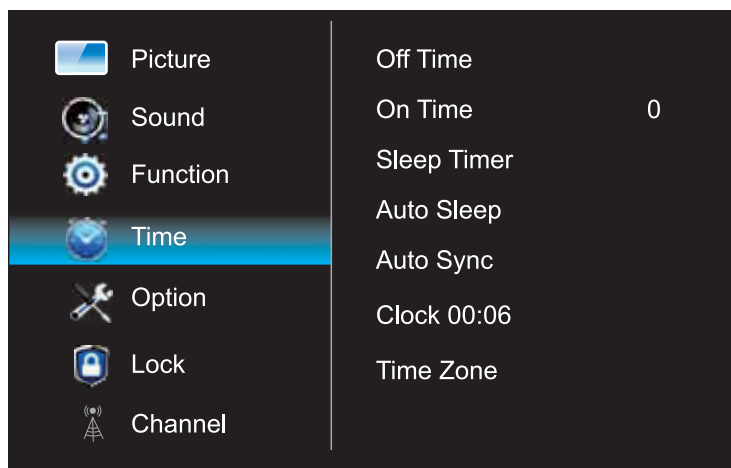 Picture
Sound
Function
Time
Option
Lock
Channel
Off Time
On Time 0
Sleep Timer
Auto Sleep
Auto Sync
Clock 00:06
Time Zone